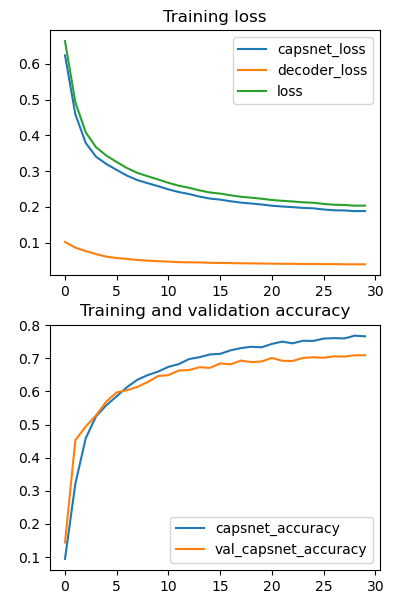 Training loss
capsnet_loss
decoder_loss
loss
0.6
0.5
0.4
0.3
0.2
0.1
0 5 10 15 20 25 30
Training and validation accuracy
0.8
0.7
0.6
0.5
0.4
0.3
0.2
0.1
capsnet_accuracy
val_capsnet_accuracy
0 5 10 15 20 25 30